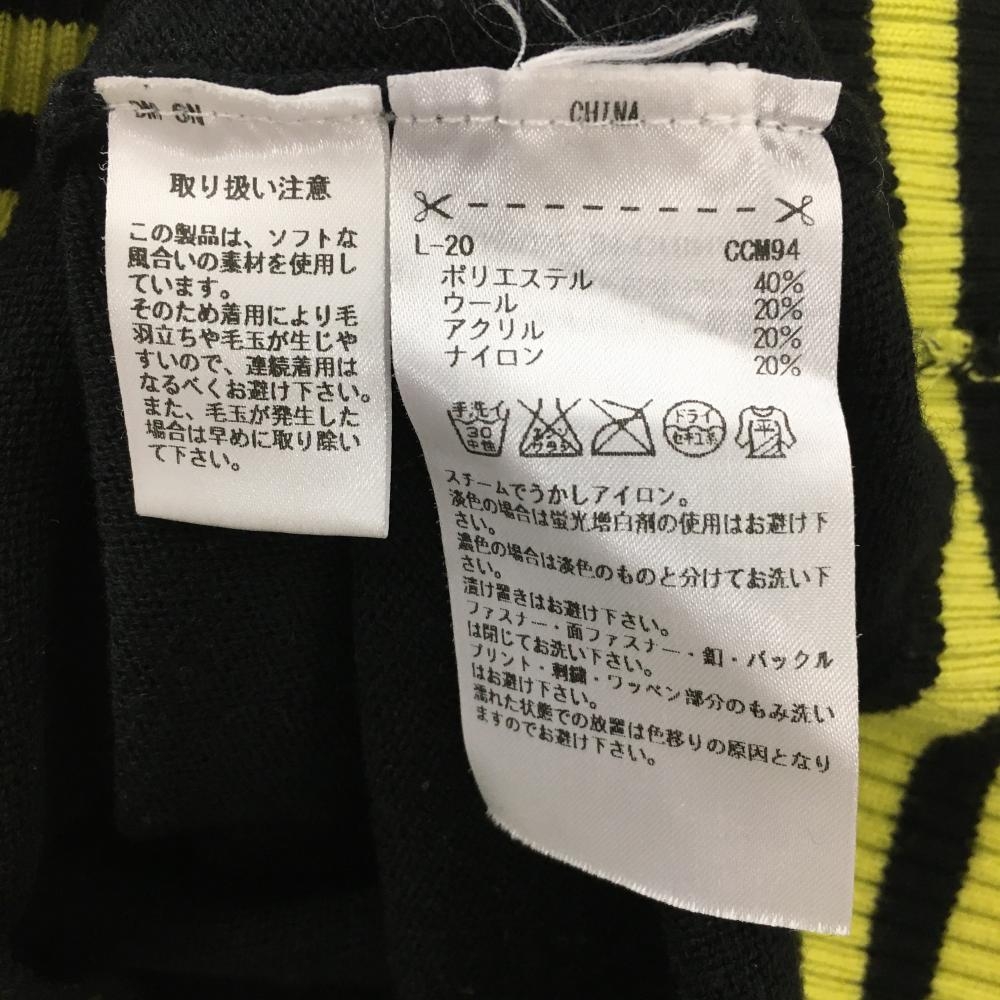 DM ON
取り扱い注意
この製品は、ソフトな
風合いの素材を使用し
ています。
そのため着用により毛
羽立ちや毛玉が生じや
すいので、連続着用は
なるべくお避け下さい。
また、毛玉が発生した
場合は早めに取り除い
て下さい。
CHINA
L-20 CCM94
ポリエステル 40%
ウール 20%
アクリル 20%
ナイロン 20%
手洗イ 30 中性
エンソ サラシ
ドライ セキユ系
平
スチームでうかしアイロン。
淡色の場合は蛍光増白剤の使用はお避け下
さい。
濃色の場合は淡色のものと分けてお洗い下
さい。
漬け置きはお避け下さい。
ファスナー・面ファスナー・釦・バックル
は閉じてお洗い下さい。
プリント・刺繍・ワッペン部分のもみ洗い
はお避け下さい。
濡れた状態での放置は色移りの原因となり
ますのでお避け下さい。